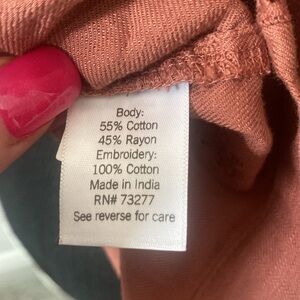 Body:
55% Cotton
45% Rayon
Embroidery:
100% Cotton
Made in India
RN# 73277
See reverse for care